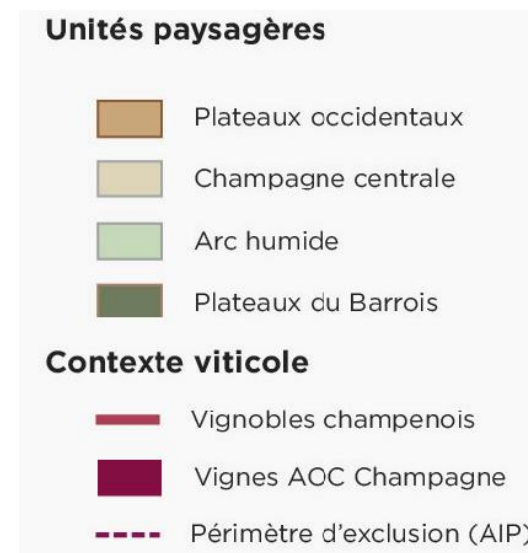 Unités paysagères
Plateaux occidentaux
Champagne centrale
Arc humide
Plateaux du Barrois
Contexte viticole
Vignobles champenois
Vignes AOC Champagne
Périmètre d'exclusion (AIP)